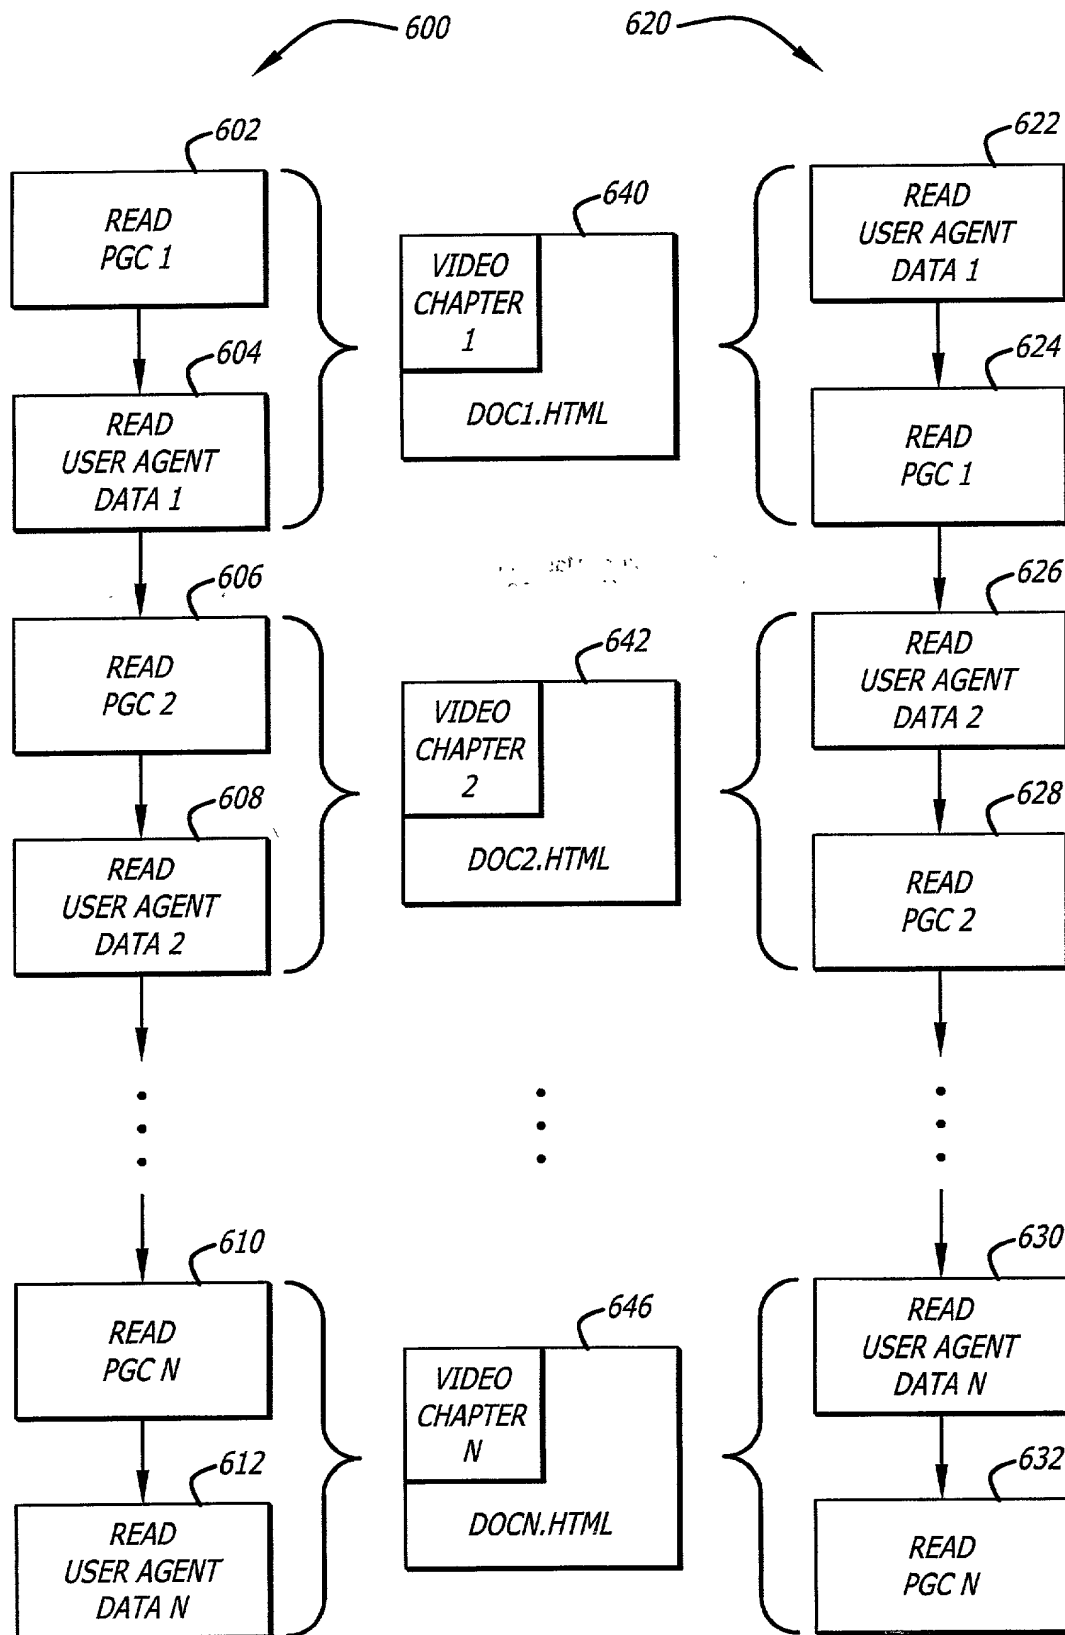 600
620
602
READ
PGC 1
604
READ
USER AGENT
DATA 1
606
READ
PGC 2
608
READ
USER AGENT
DATA 2
610
READ
PGC N
612
READ
USER AGENT
DATA N
640
VIDEO
CHAPTER
1
DOC1.HTML
642
VIDEO
CHAPTER
2
DOC2.HTML
646
VIDEO
CHAPTER
N
DOCN.HTML
622
READ
USER AGENT
DATA 1
624
READ
PGC 1
626
READ
USER AGENT
DATA 2
628
READ
PGC 2
630
READ
USER AGENT
DATA N
632
READ
PGC N